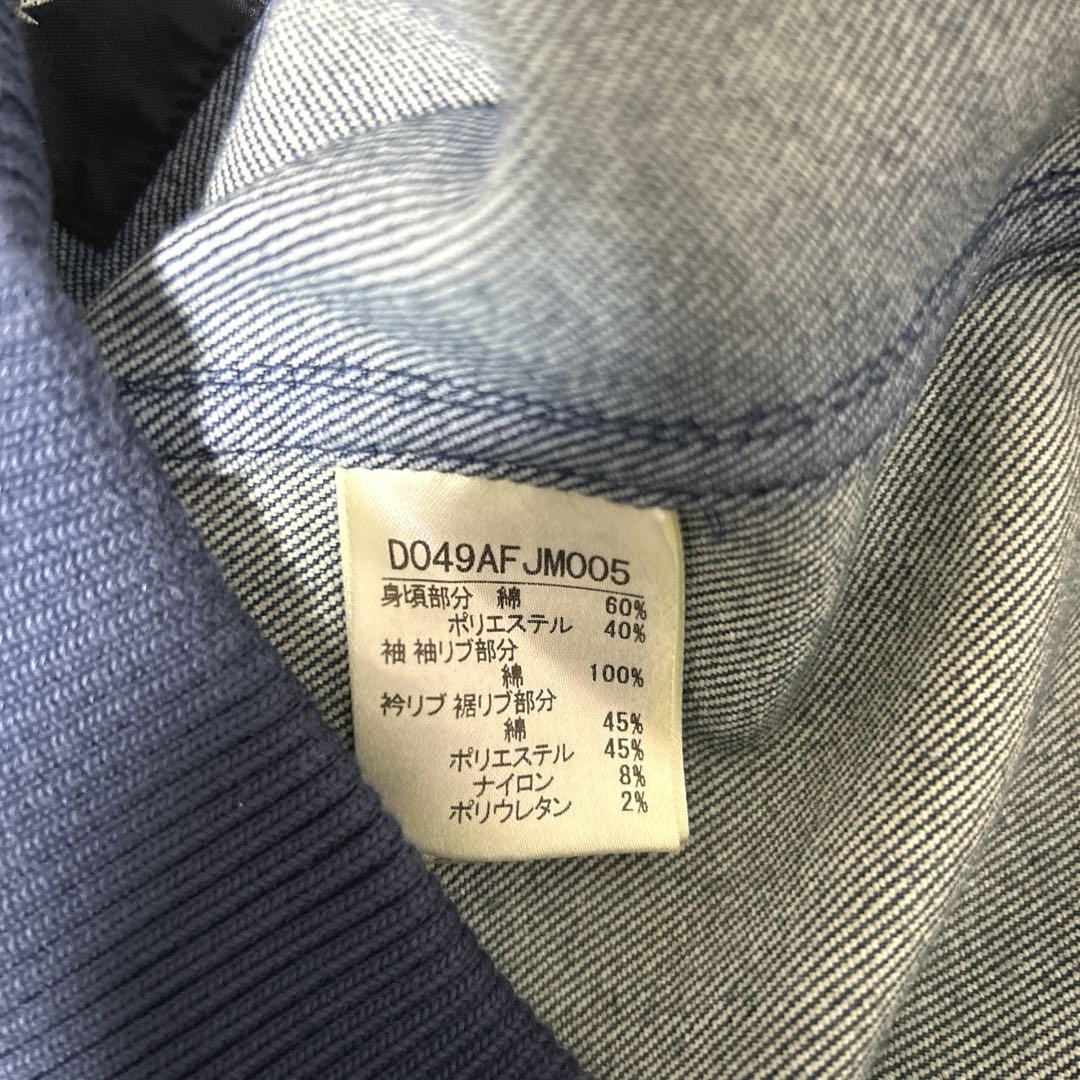 D049AFJM005
身頃部分 綿 60%
ポリエステル 40%
袖 袖リブ部分
綿 100%
衿リブ 裾リブ部分
綿 45%
ポリエステル 45%
ナイロン 8%
ポリウレタン 2%